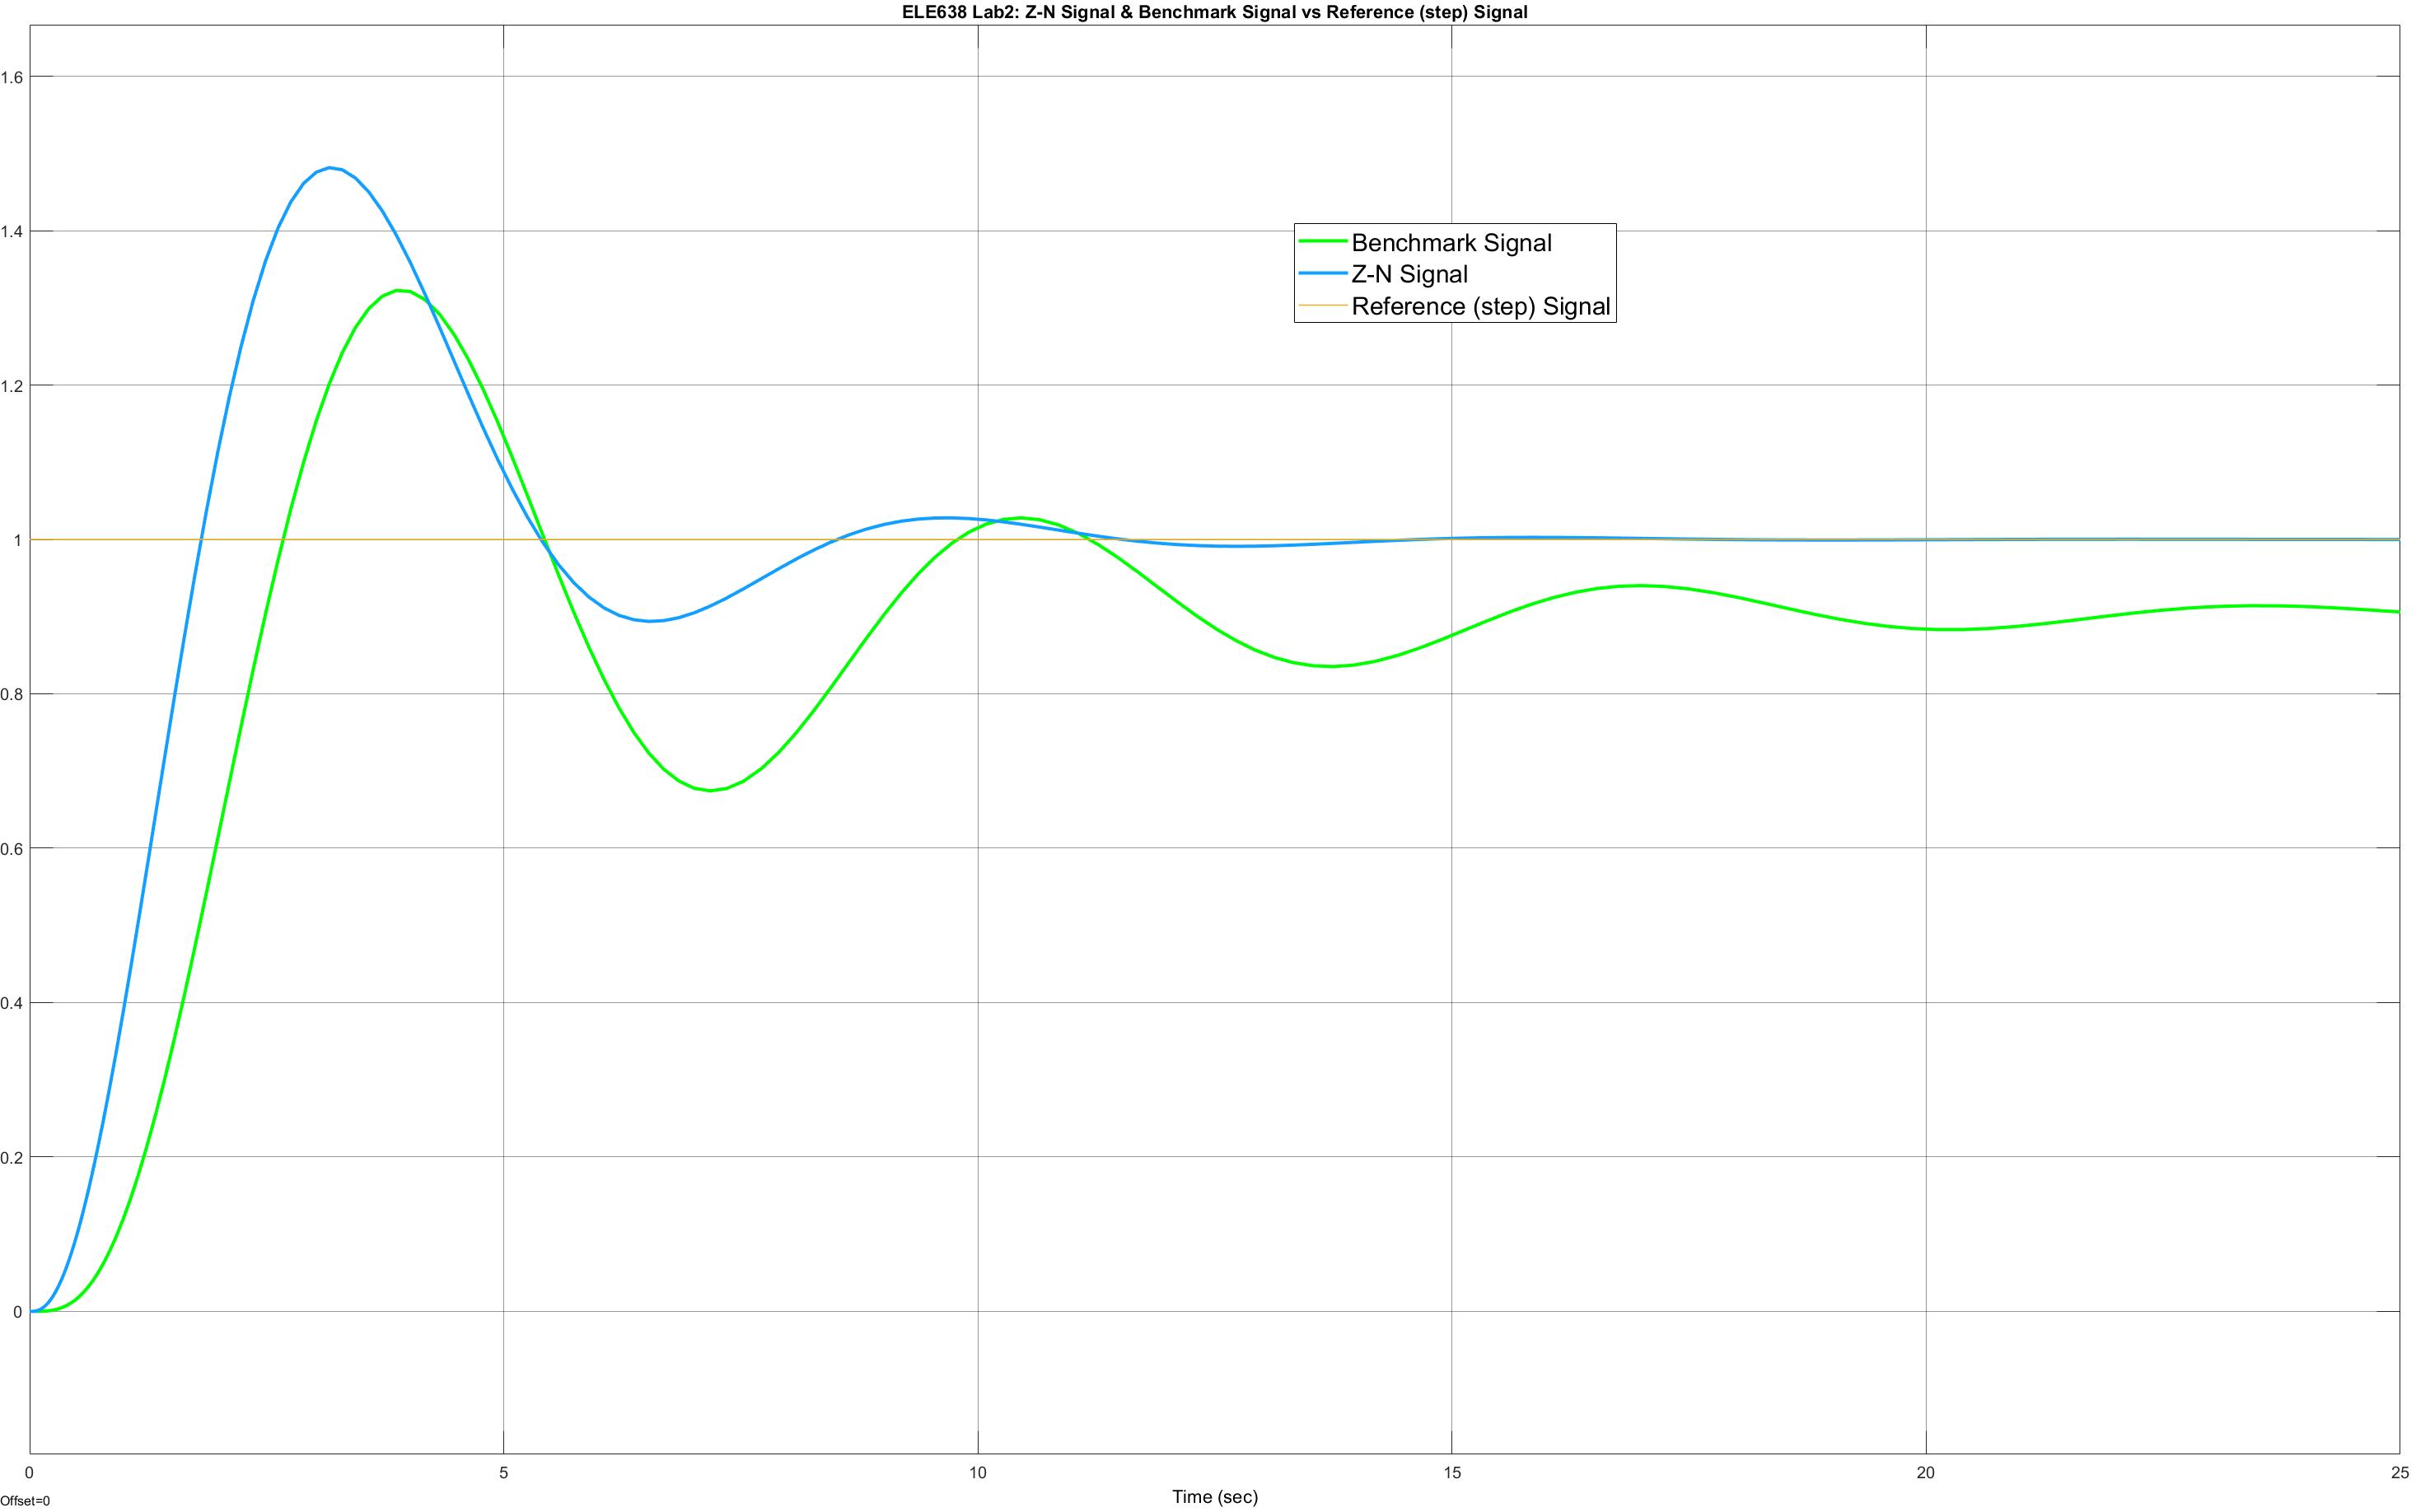 ELE638 Lab2: Z-N Signal & Benchmark Signal vs Reference (step) Signal
1.6
1.4
1.2
1
0.8
0.6
0.4
0.2
0
Benchmark Signal
Z-N Signal
Reference (step) Signal
0 5 10 15 20 25
Time (sec)
Offset=0